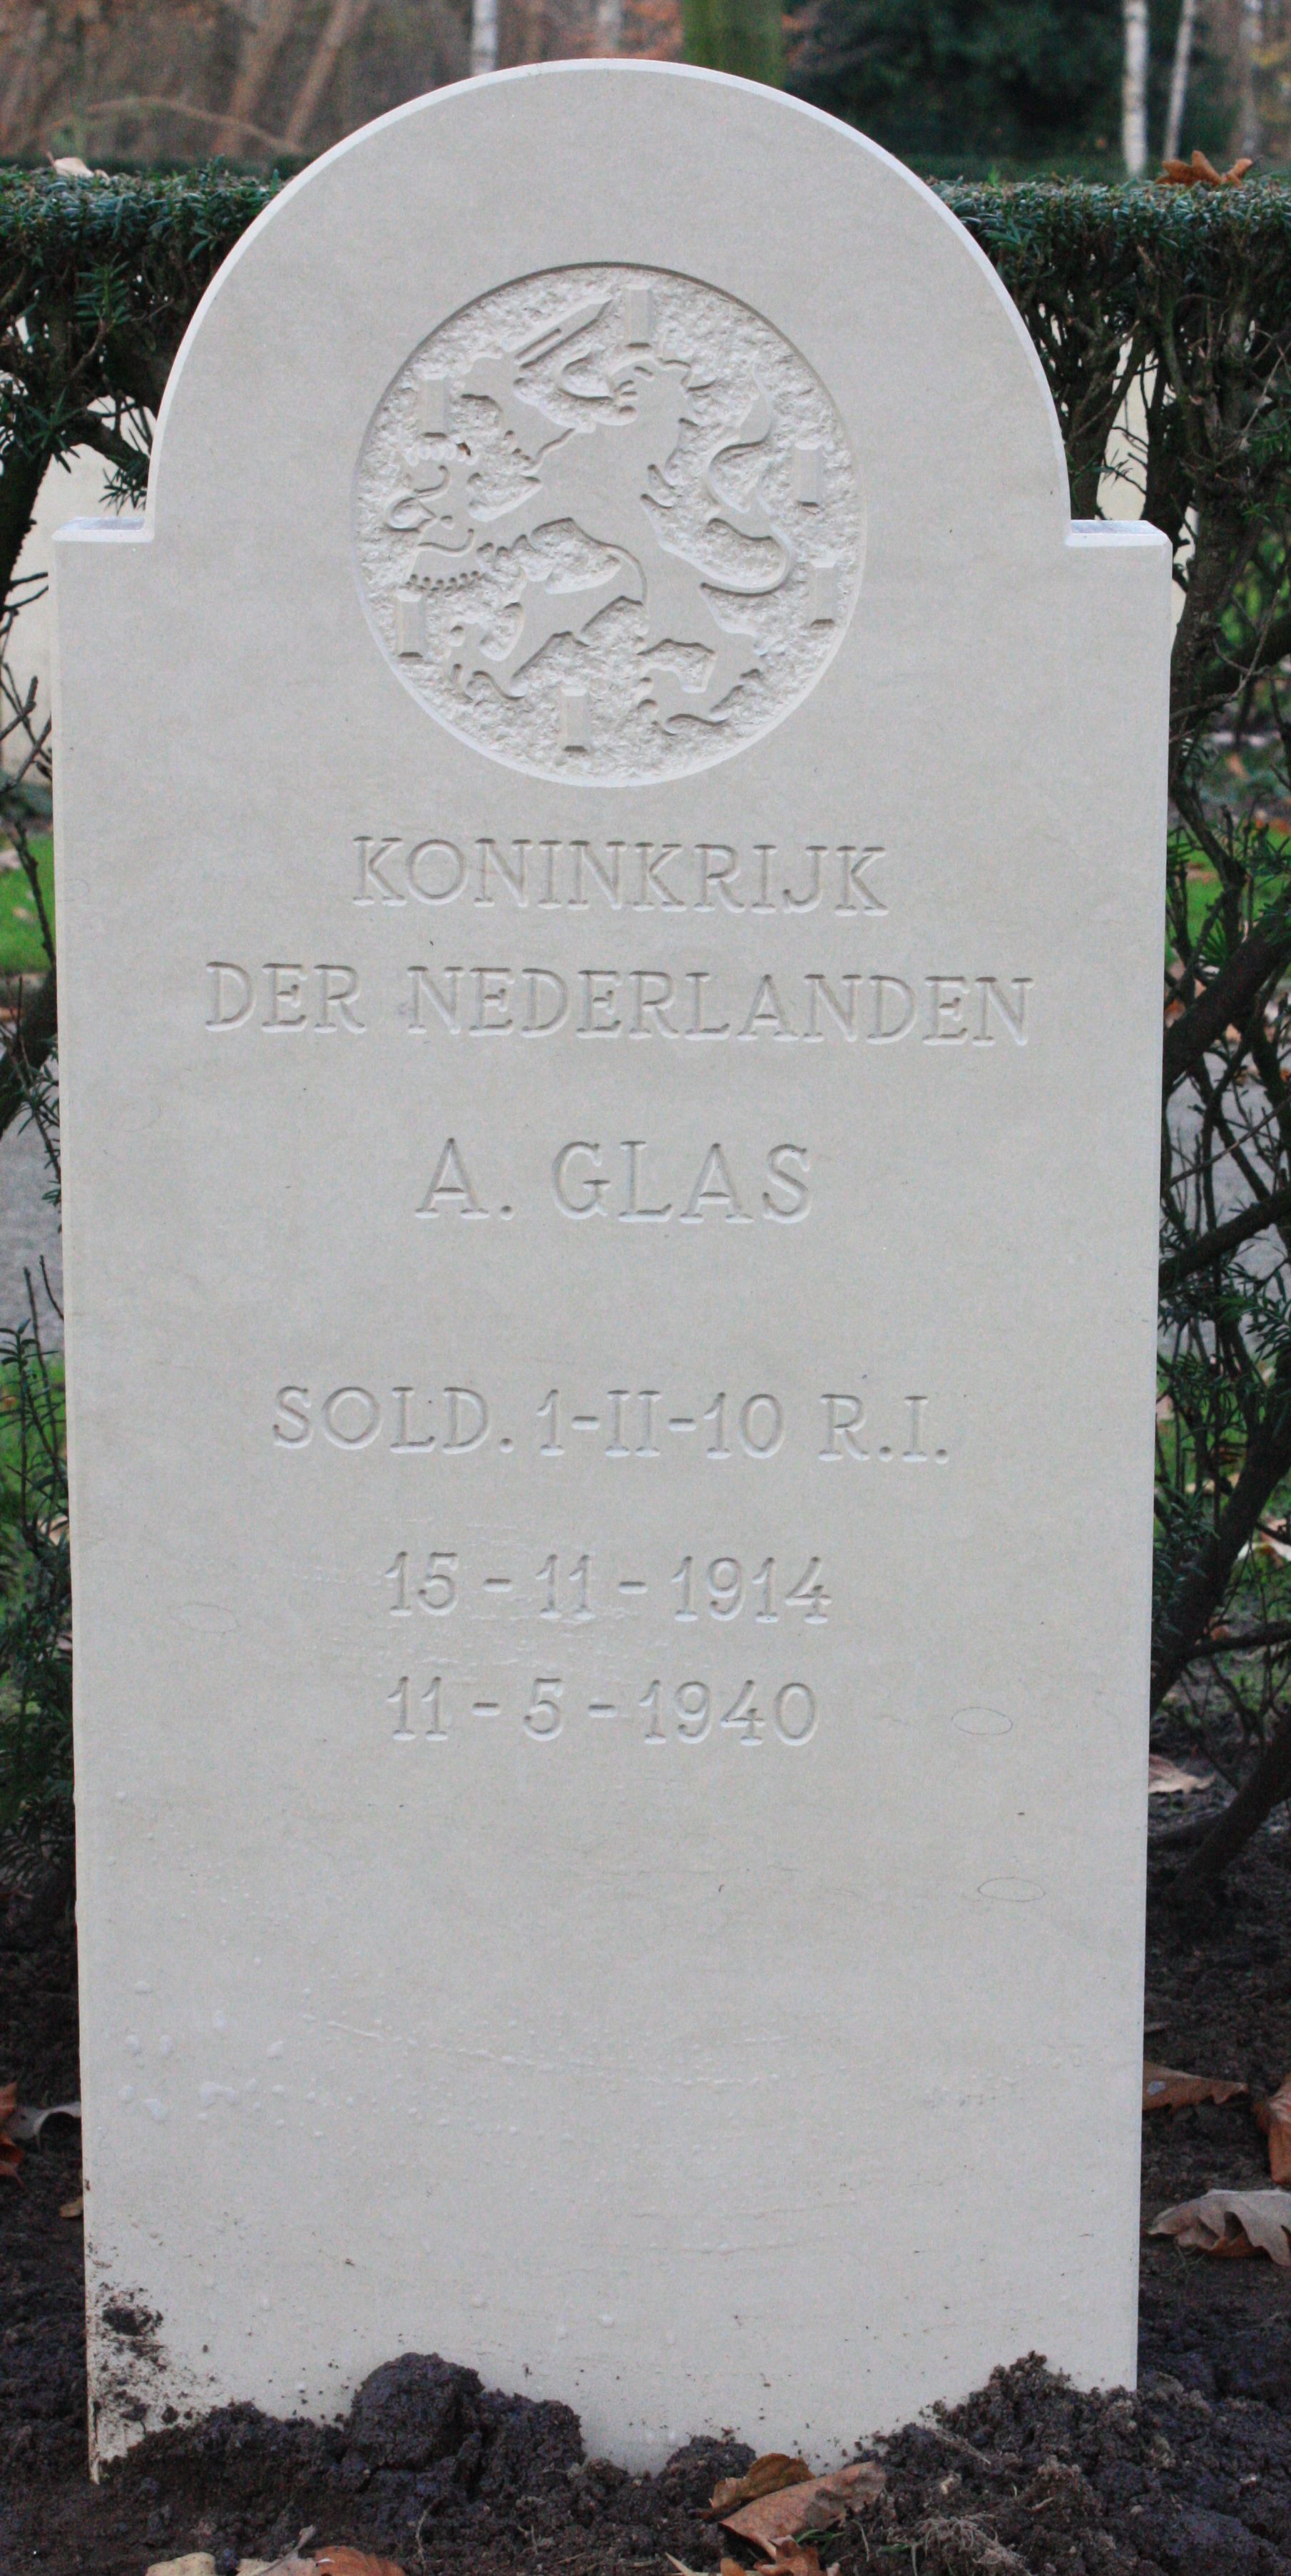 KONINKRIJK
DER NEDERLANDEN
A. GLAS
SOLD. 1-II-10 R.I.
15 - 11 - 1914
11 - 5 - 1940